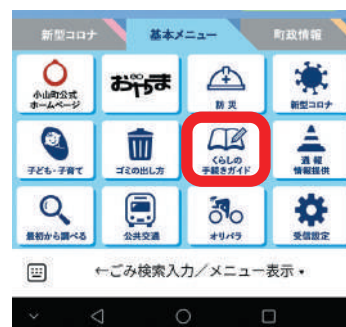 新型コロナ
基本メニュー
町政情報
小山町公式
ホームページ
おやま
防災
新型コロナ
子ども・子育て
ゴミの出し方
くらしの
手続きガイド
通報
情報提供
最初から調べる
公共交通
オリパラ
受信設定
←ごみ検索入力／メニュー表示・